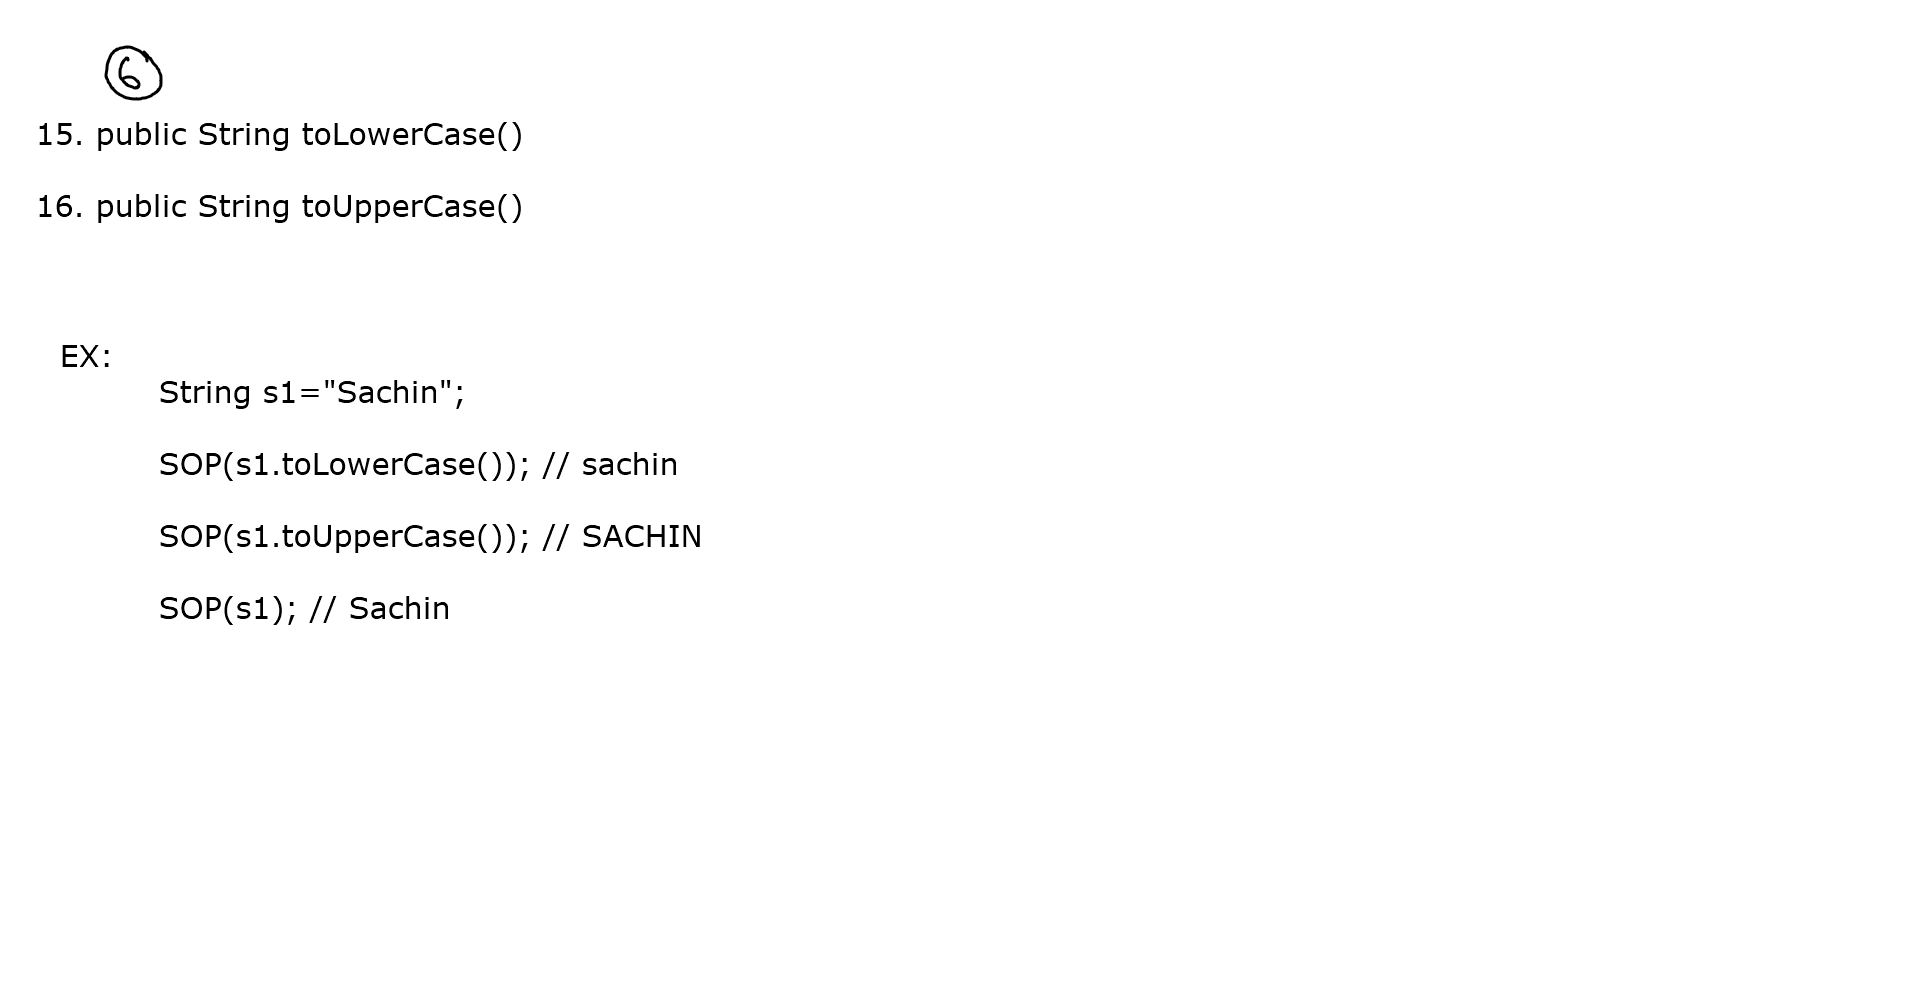 6
15. public String toLowerCase()
16. public String toUpperCase()
EX:
String s1="Sachin";
SOP(s1.toLowerCase()); // sachin
SOP(s1.toUpperCase()); // SACHIN
SOP(s1); // Sachin